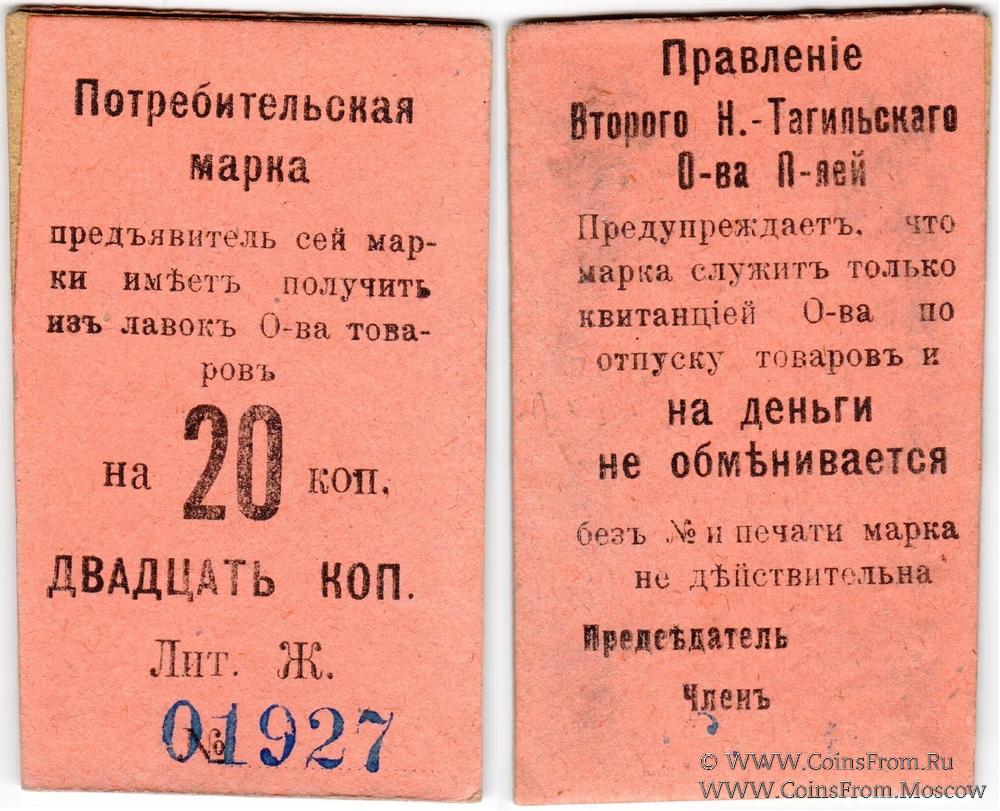 Потребительская
марка
предъявитель сей мар-
ки имѣетъ получить
изъ лавокъ О-ва това-
ровъ
на 20 коп.
ДВАДЦАТЬ КОП.
Лит. Ж.
№ 01927
Правленіе
Второго Н.-Тагильскаго
О-ва П-лей
Предупреждаетъ, что
марка служитъ только
квитанціей О-ва по
отпуску товаровъ и
на деньги
не обмѣнивается
безъ № и печати марка
не дѣйствительна
Предсѣдатель
Членъ
© WWW.CoinsFrom.Ru
WWW.CoinsFrom.Moscow